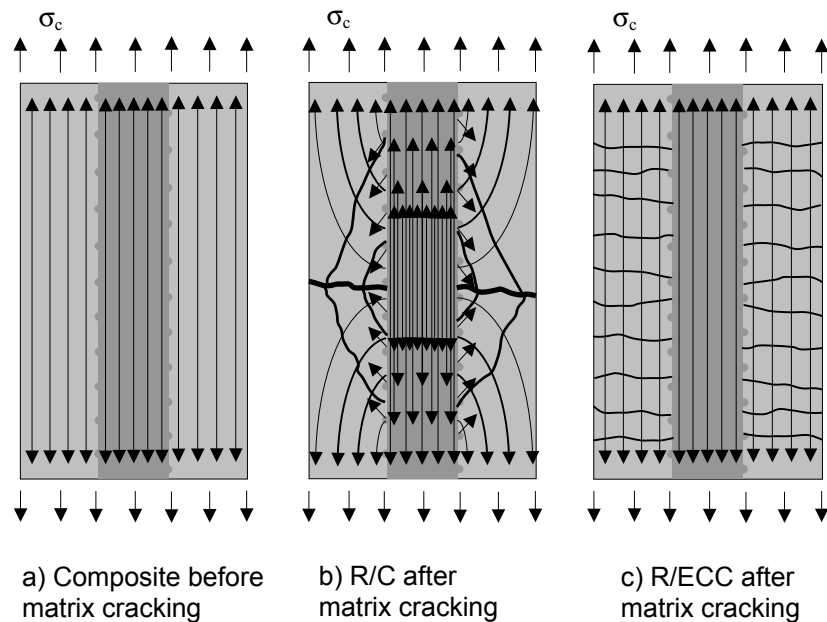 σc
σc
σc
a) Composite before
matrix cracking
b) R/C after
matrix cracking
c) R/ECC after
matrix cracking